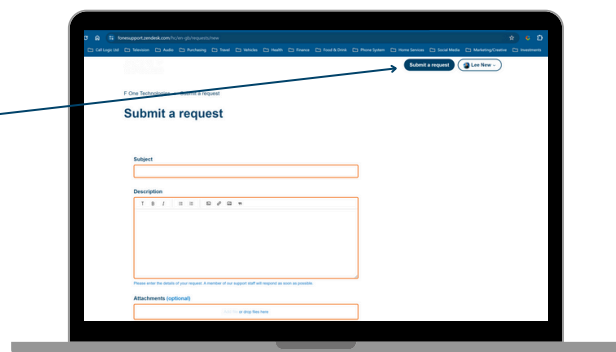 fonesupport.zendesk.com/hc/en-gb/requests/new
Call Logic Ltd Television Audio Purchasing Travel Vehicles Health Finance Food & Drink Phone System Home Services Social Media Marketing/Creative Investments
Submit a request Lee New
F One Technologies Submit a request
Submit a request
Subject
Description
T B I
Please enter the details of your request. A member of our support staff will respond as soon as possible.
Attachments (optional)
or drop files here